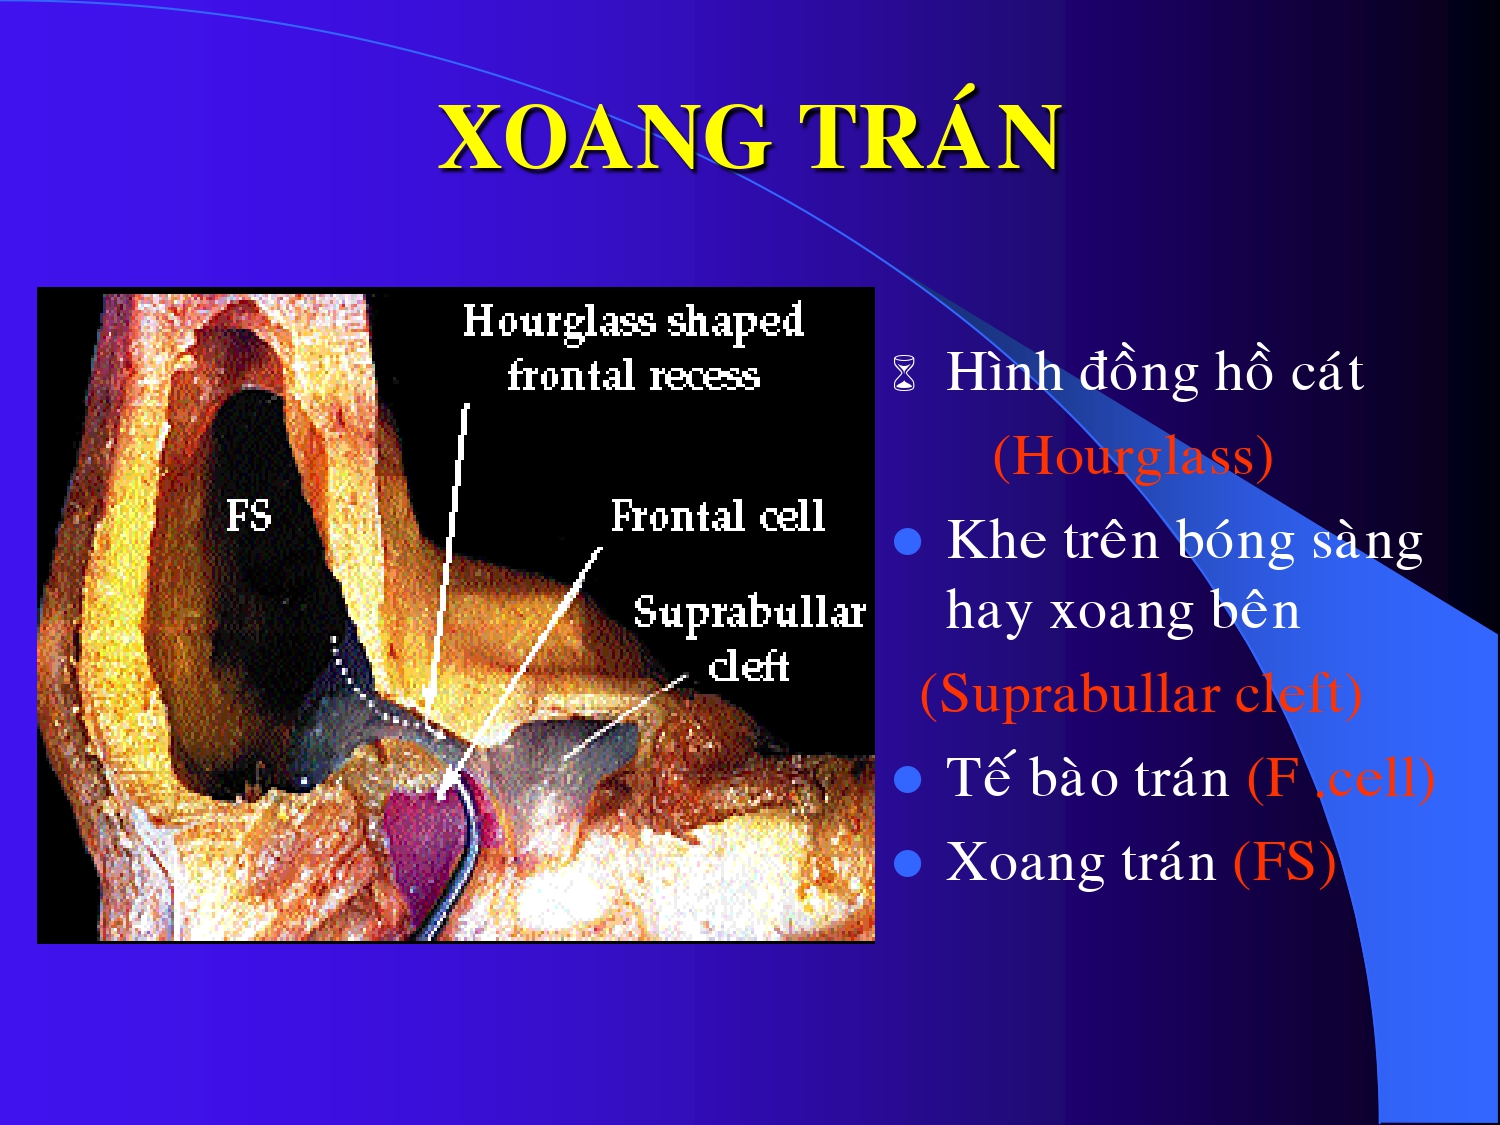 XOANG TRÁN
Hourglass shaped
frontal recess
FS
Frontal cell
Suprabullar
cleft
Hình đồng hồ cát
(Hourglass)
Khe trên bóng sàng
hay xoang bên
(Suprabullar cleft)
Tế bào trán (F .cell)
Xoang trán (FS)